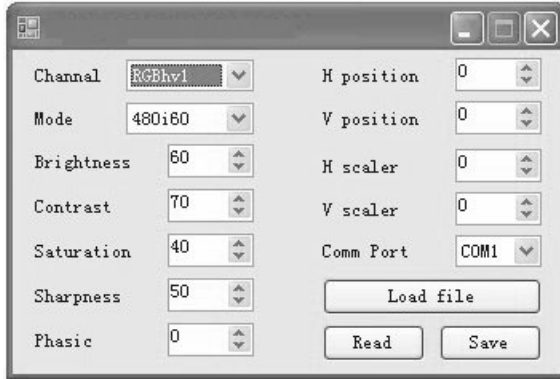 Channel RGBhv1
Mode 480i60
Brightness 60
Contrast 70
Saturation 40
Sharpness 50
Phasic 0
H position 0
V position 0
H scaler 0
V scaler 0
Comm Port COM1
Load file
Read Save